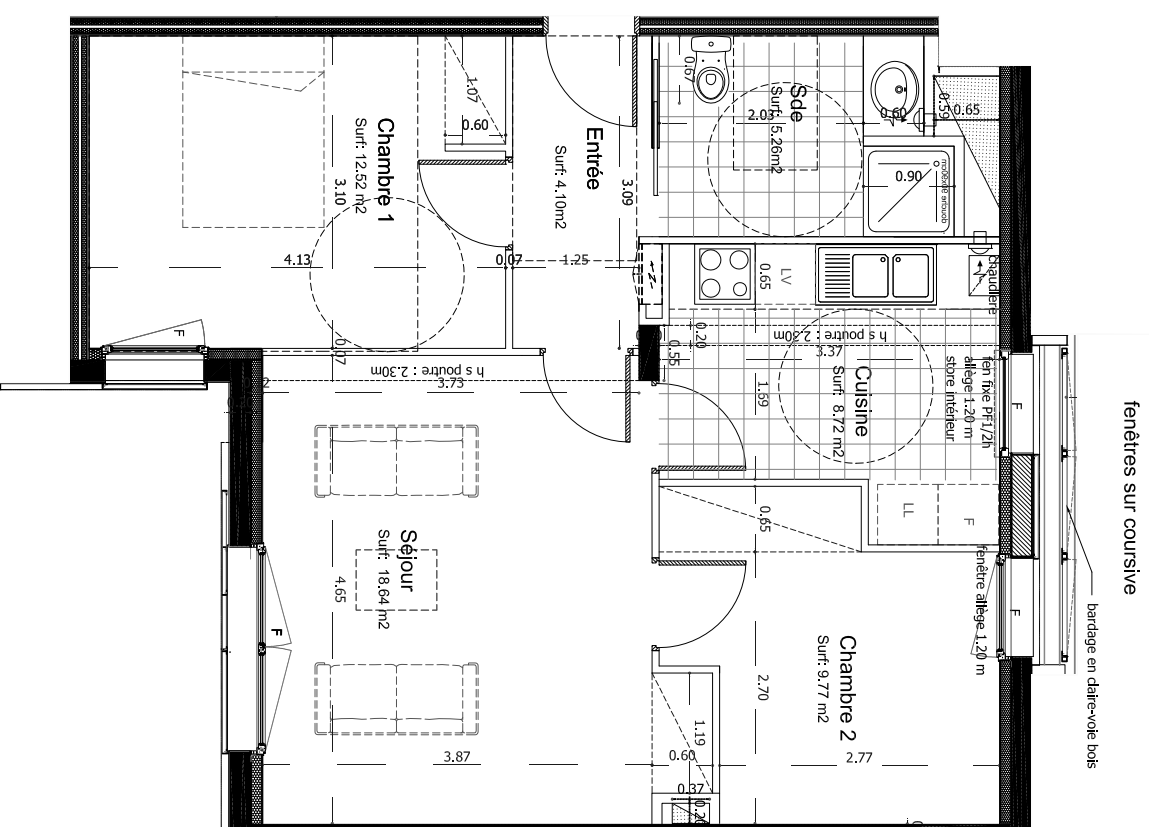 Chambre 1
Surf: 12.52 m2
3.10
4.13
0.07
1.07
0.60
Entrée
Surf: 4.10m2
3.09
1.25
Sde
Surf: 5.26m2
2.03
0.67
0.60
0.59
0.65
0.90
LV
0.65
chaudière
h s poutre : 2.30m
3.37
0.20
0.55
1.69
Cuisine
Surf: 8.72 m2
fen fixe PF1/2h
allège 1.20 m
store intérieur
F
LL
F
0.65
fenêtre allège 1.20 m
F
fenêtres sur coursive
bardage en claire-voie bois
F
0.07
h s poutre : 2.30m
3.73
Séjour
Surf: 18.64 m2
4.65
F
3.87
Chambre 2
Surf: 9.77 m2
2.70
2.77
1.19
0.60
0.37